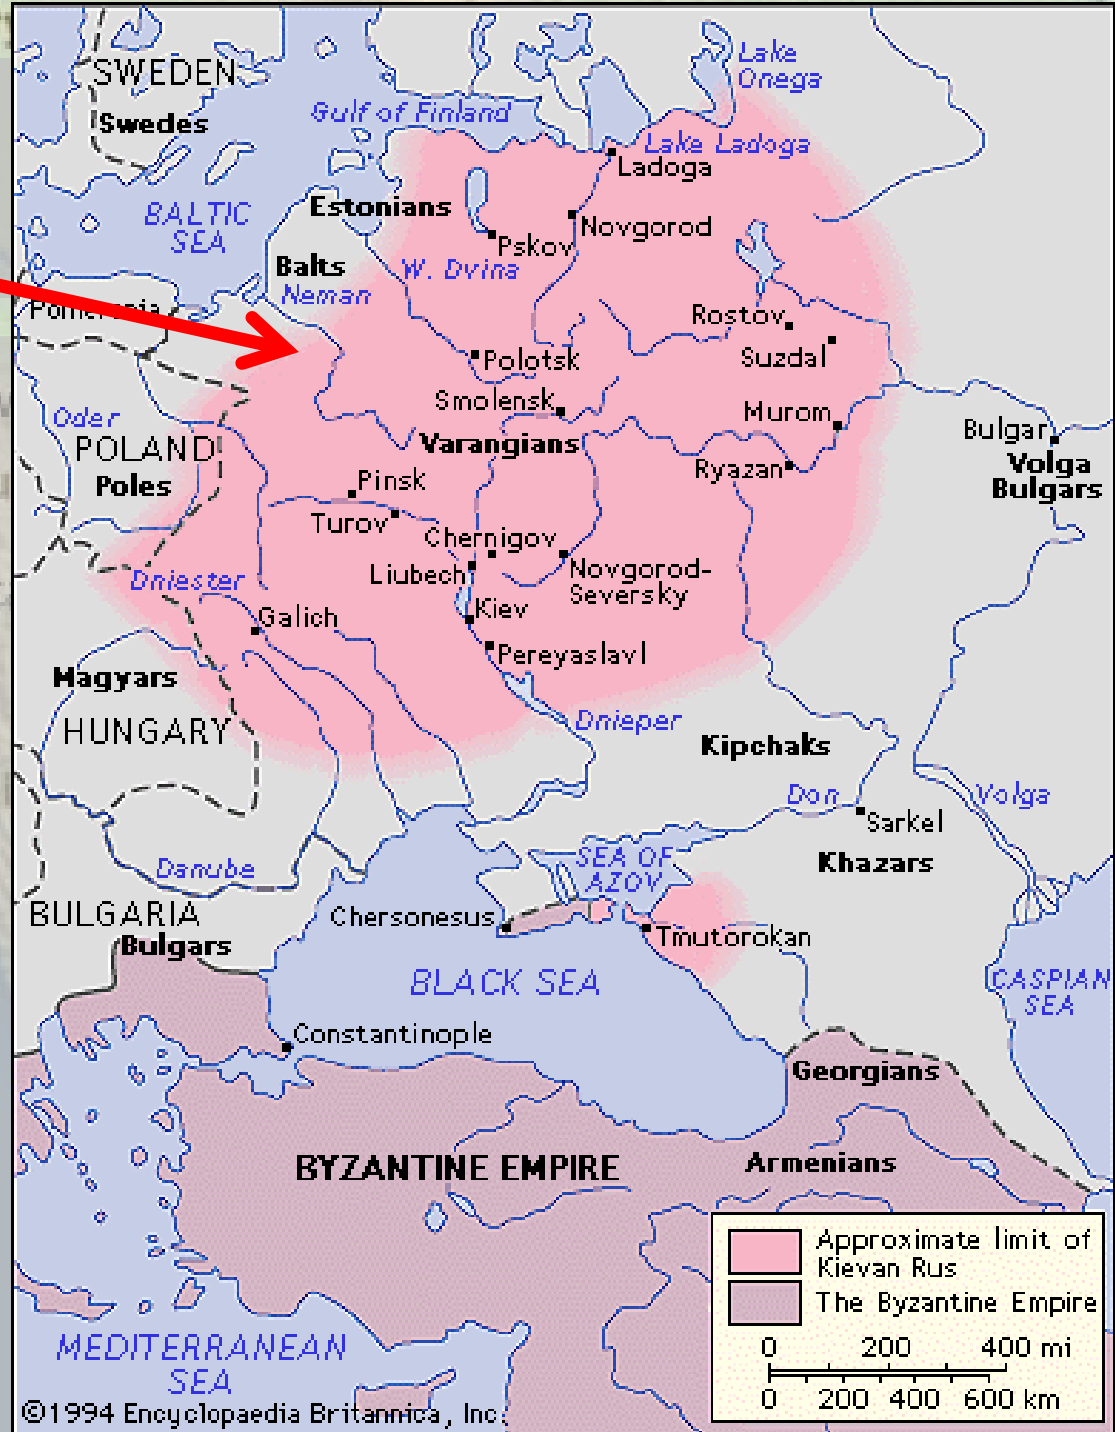 Lake
Onega
SWEDEN
Gulf of Finland
Swedes
Lake Ladoga
Ladoga
Estonians
BALTIC
SEA
Novgorod
Pskov
Balts
W. Dvina
Neman
Pomerania
Rostov
Suzdal
Polotsk
Smolensk
Oder
Murom
Bulgar
POLAND
Varangians
Volga
Bulgars
Ryazan
Poles
Pinsk
Turov
Chernigov
Liubech
Novgorod-
Seversky
Dniester
Galich
Kiev
Pereyaslavl
Magyars
Dnieper
HUNGARY
Kipchaks
Don
Volga
Sarkel
SEA OF
AZOV
Khazars
Danube
BULGARIA
Chersonesus
Bulgars
Tmutorokan
BLACK SEA
CASPIAN
SEA
Constantinople
Georgians
BYZANTINE EMPIRE
Armenians
Approximate limit of
Kievan Rus
The Byzantine Empire
0 200 400 mi
0 200 400 600 km
MEDITERRANEAN
SEA
©1994 Encyclopaedia Britannica, Inc.